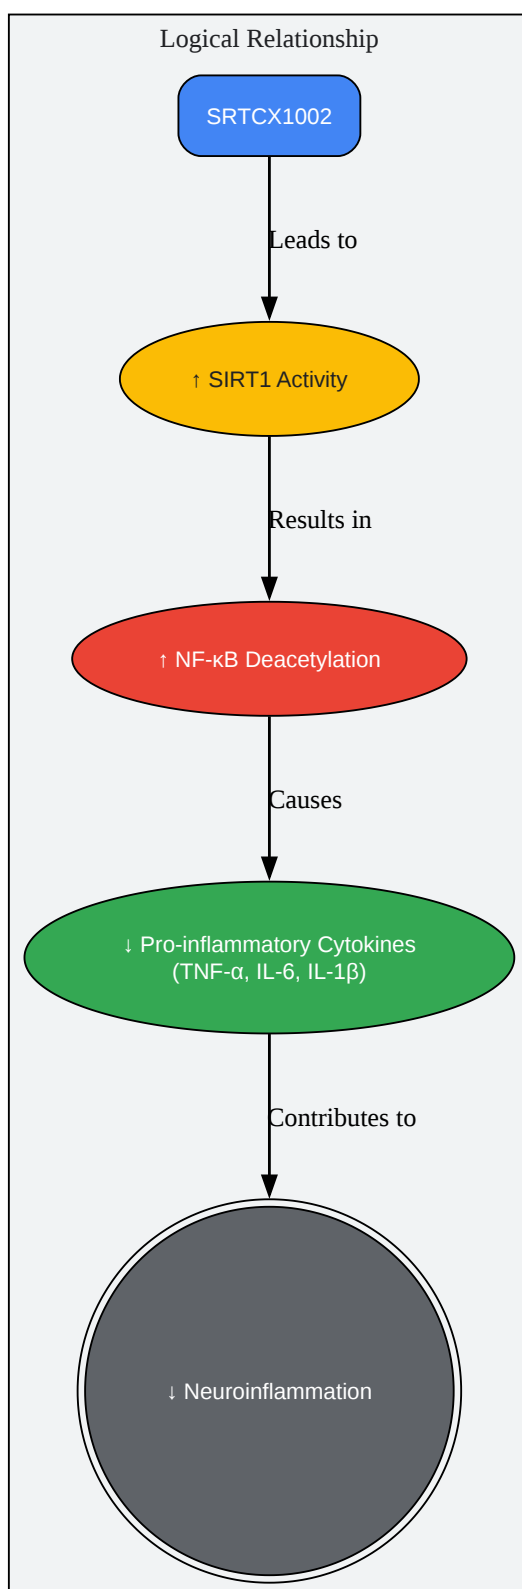 Logical Relationship
SRTCX1002
Leads to
↑ SIRT1 Activity
Results in
↑ NF-κB Deacetylation
Causes
↓ Pro-inflammatory Cytokines
(TNF-α, IL-6, IL-1β)
Contributes to
↓ Neuroinflammation